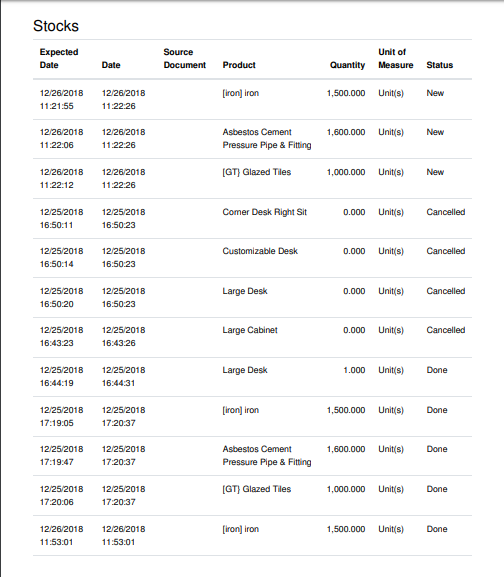 Stocks
Expected Date Date Source Document Product Quantity Unit of Measure Status
12/26/2018 11:21:55 12/26/2018 11:22:26 [iron] iron 1,500.000 Unit(s) New
12/26/2018 11:22:06 12/26/2018 11:22:26 Asbestos Cement Pressure Pipe & Fitting 1,600.000 Unit(s) New
12/26/2018 11:22:12 12/26/2018 11:22:26 [GT} Glazed Tiles 1,000.000 Unit(s) New
12/25/2018 16:50:11 12/25/2018 16:50:23 Corner Desk Right Sit 0.000 Unit(s) Cancelled
12/25/2018 16:50:14 12/25/2018 16:50:23 Customizable Desk 0.000 Unit(s) Cancelled
12/25/2018 16:50:20 12/25/2018 16:50:23 Large Desk 0.000 Unit(s) Cancelled
12/25/2018 16:43:23 12/25/2018 16:43:26 Large Cabinet 0.000 Unit(s) Cancelled
12/25/2018 16:44:19 12/25/2018 16:44:31 Large Desk 1.000 Unit(s) Done
12/25/2018 17:19:05 12/25/2018 17:20:37 [iron] iron 1,500.000 Unit(s) Done
12/25/2018 17:19:47 12/25/2018 17:20:37 Asbestos Cement Pressure Pipe & Fitting 1,600.000 Unit(s) Done
12/25/2018 17:20:06 12/25/2018 17:20:37 [GT} Glazed Tiles 1,000.000 Unit(s) Done
12/26/2018 11:53:01 12/26/2018 11:53:01 [iron] iron 1,500.000 Unit(s) Done